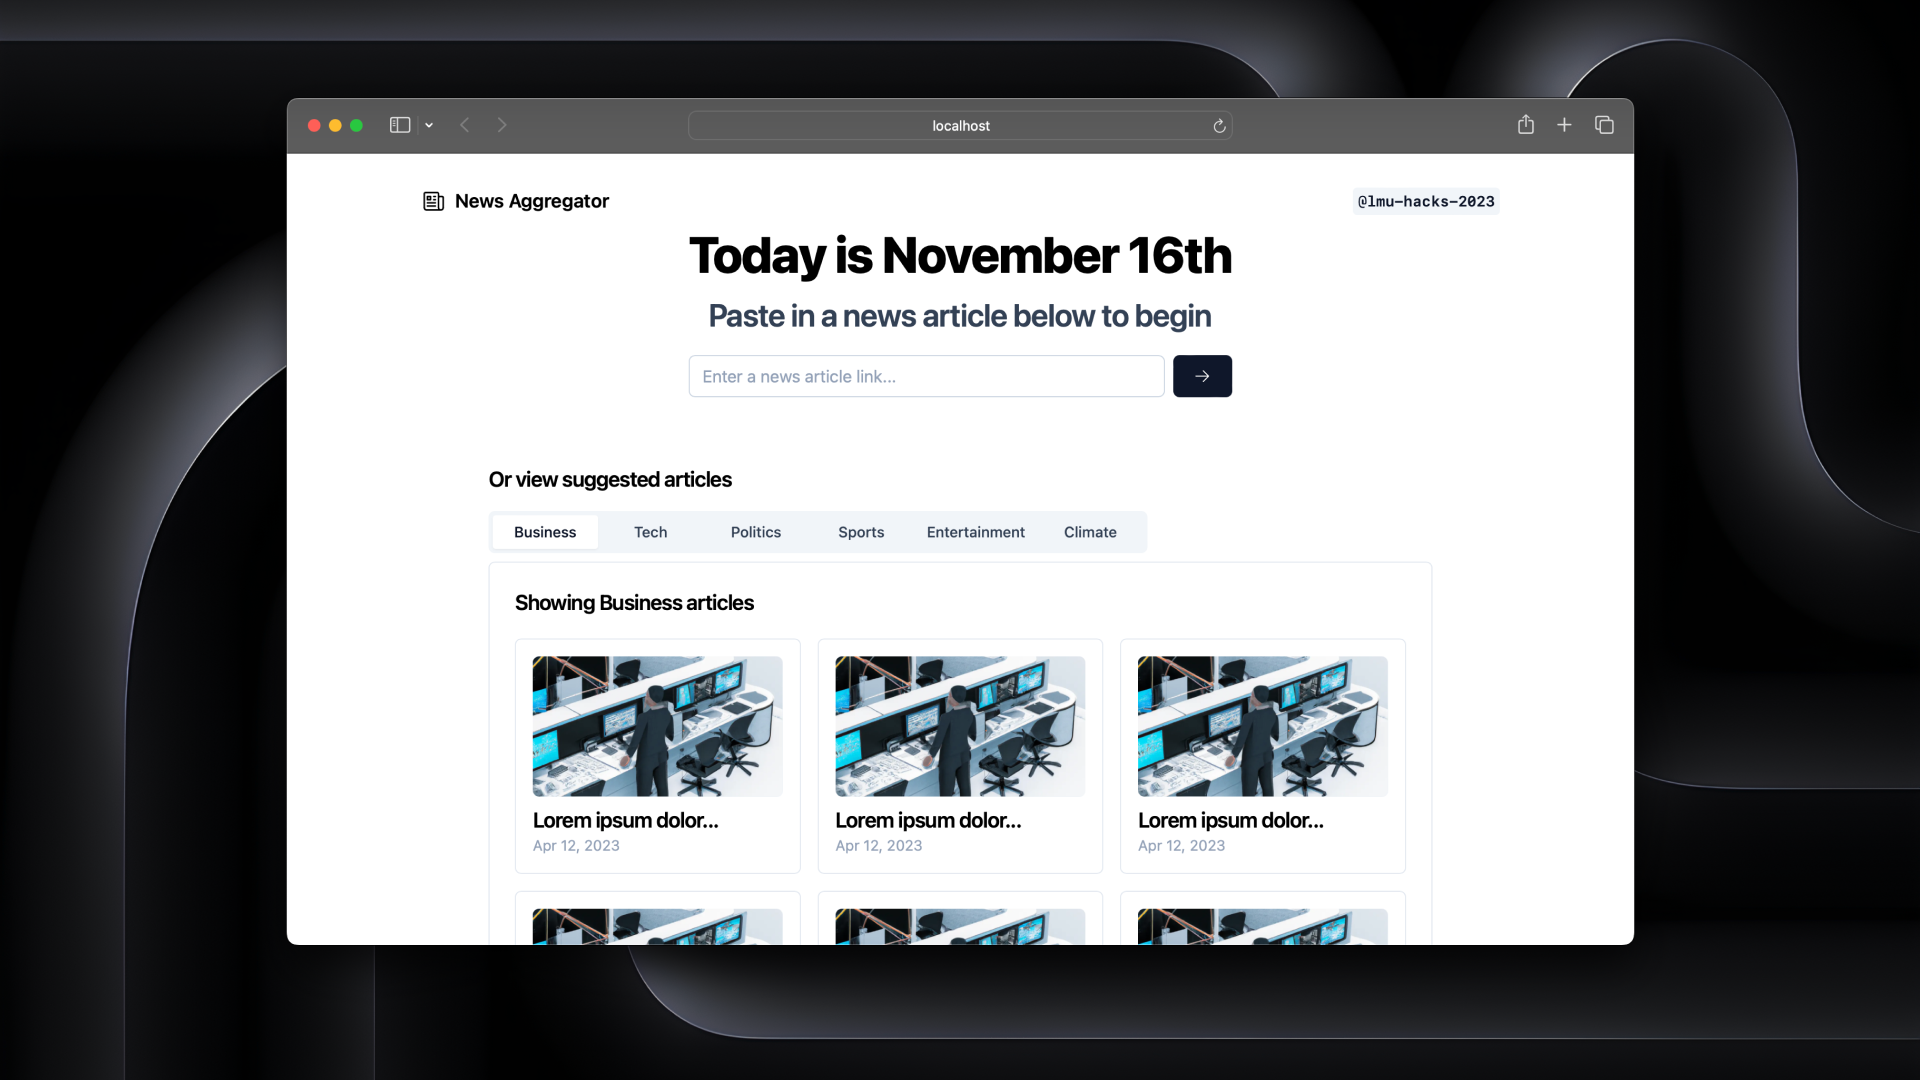 localhost
News Aggregator
@lmu-hacks-2023
Today is November 16th
Paste in a news article below to begin
Enter a news article link...
Or view suggested articles
Business Tech Politics Sports Entertainment Climate
Showing Business articles
Lorem ipsum dolor... Lorem ipsum dolor... Lorem ipsum dolor...
Apr 12, 2023 Apr 12, 2023 Apr 12, 2023